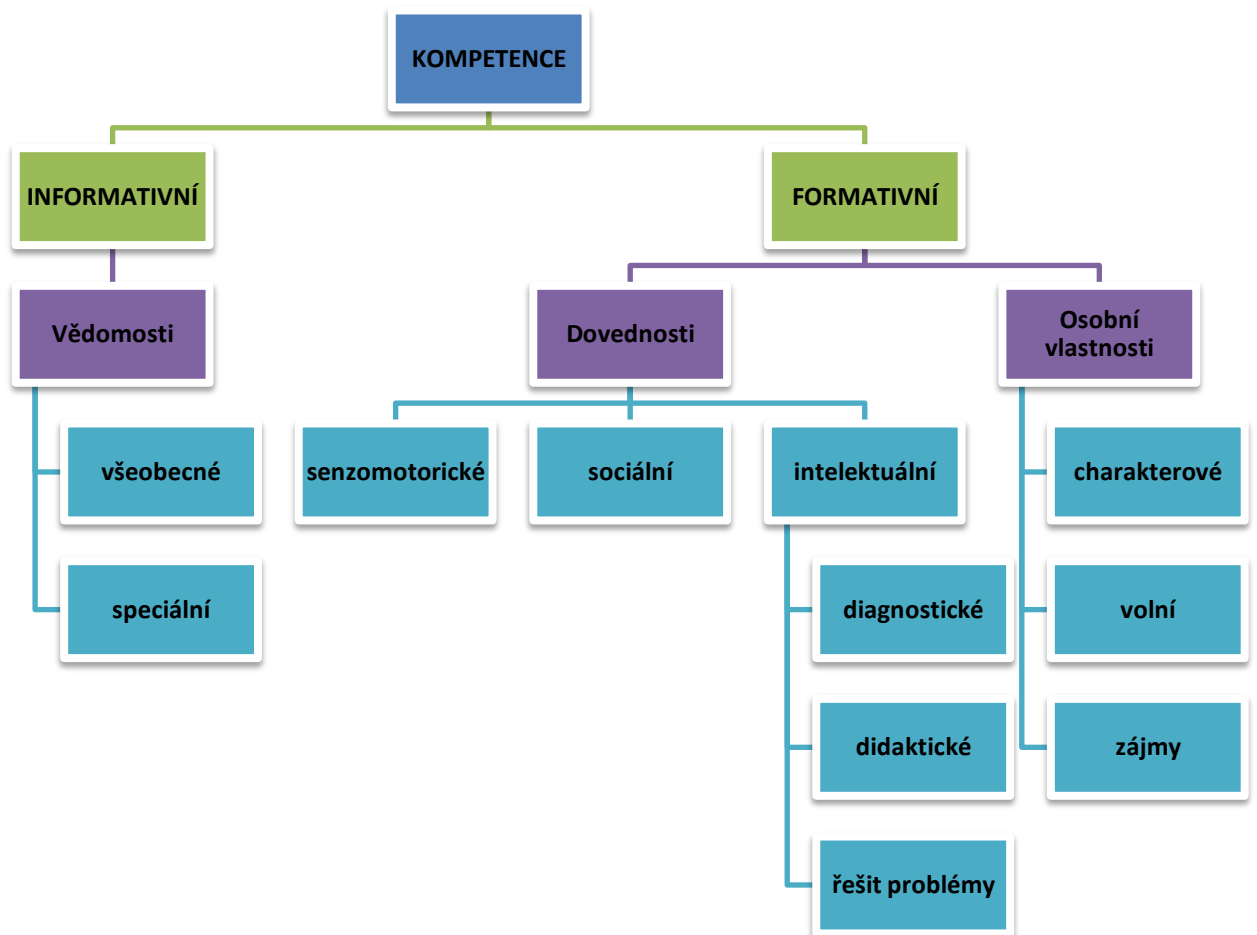 KOMPETENCE
INFORMATIVNÍ
FORMATIVNÍ
Vědomosti
Dovednosti
Osobní
vlastnosti
všeobecné
senzomotorické
sociální
intelektuální
charakterové
speciální
diagnostické
volní
didaktické
zájmy
řešit problémy